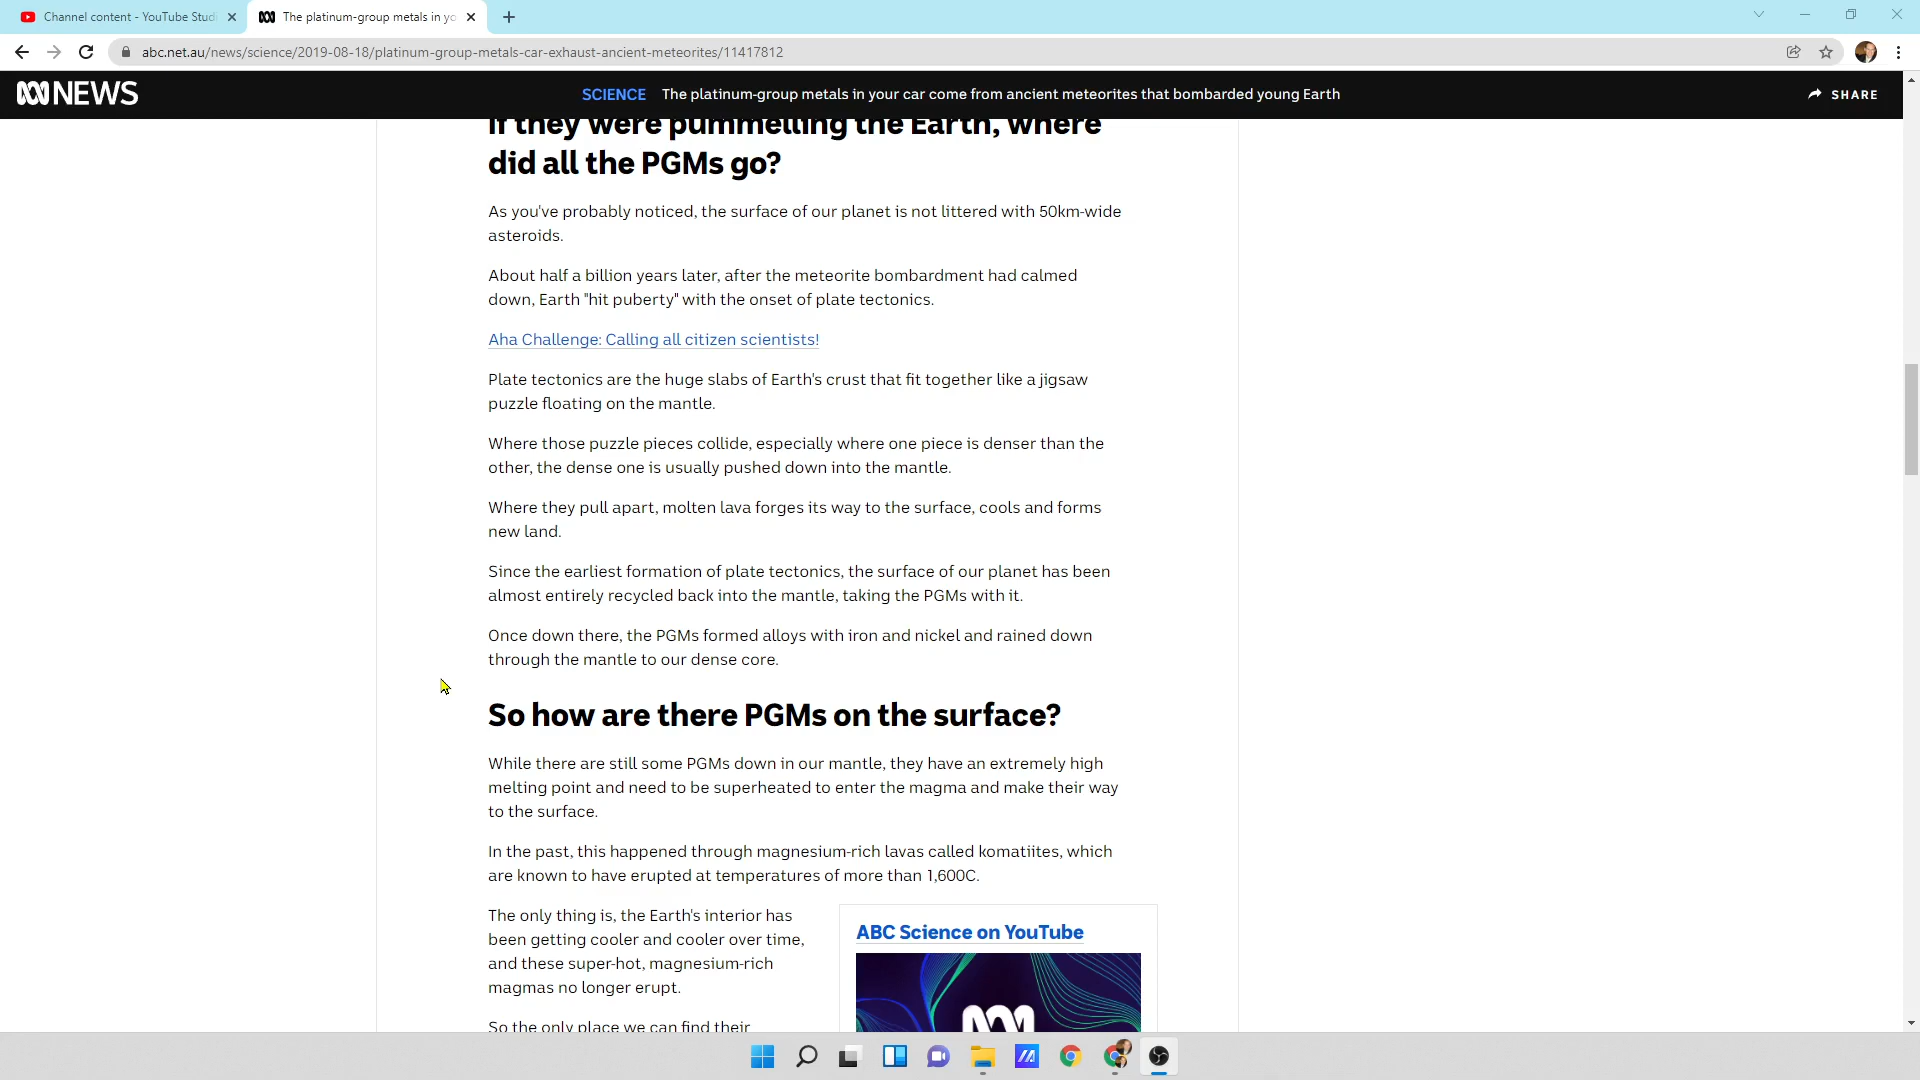 Channel content - YouTube Studi
The platinum-group metals in yo
abc.net.au/news/science/2019-08-18/platinum-group-metals-car-exhaust-ancient-meteorites/11417812
NEWS
SCIENCE The platinum-group metals in your car come from ancient meteorites that bombarded young Earth
SHARE
If they were pummelling the Earth, where
did all the PGMs go?
As you've probably noticed, the surface of our planet is not littered with 50km-wide
asteroids.
About half a billion years later, after the meteorite bombardment had calmed
down, Earth "hit puberty" with the onset of plate tectonics.
Aha Challenge: Calling all citizen scientists!
Plate tectonics are the huge slabs of Earth's crust that fit together like a jigsaw
puzzle floating on the mantle.
Where those puzzle pieces collide, especially where one piece is denser than the
other, the dense one is usually pushed down into the mantle.
Where they pull apart, molten lava forges its way to the surface, cools and forms
new land.
Since the earliest formation of plate tectonics, the surface of our planet has been
almost entirely recycled back into the mantle, taking the PGMs with it.
Once down there, the PGMs formed alloys with iron and nickel and rained down
through the mantle to our dense core.
So how are there PGMs on the surface?
While there are still some PGMs down in our mantle, they have an extremely high
melting point and need to be superheated to enter the magma and make their way
to the surface.
In the past, this happened through magnesium-rich lavas called komatiites, which
are known to have erupted at temperatures of more than 1,600C.
The only thing is, the Earth's interior has
been getting cooler and cooler over time,
and these super-hot, magnesium-rich
magmas no longer erupt.
So the only place we can find their
ABC Science on YouTube